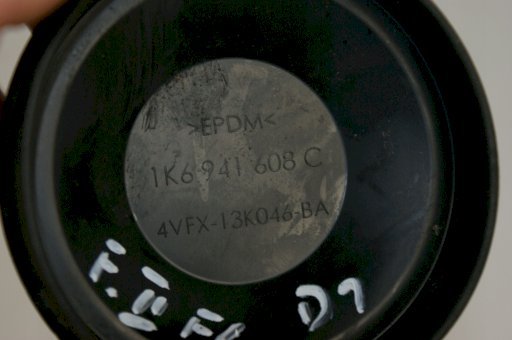 >EPDM<
1K6 941 608 C
4VFX-13K046-BA
D1